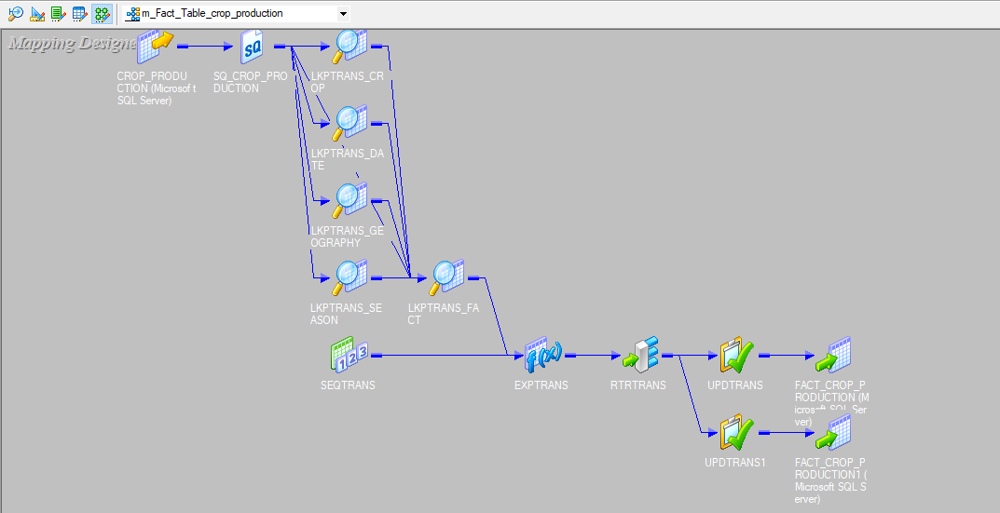 m_Fact_Table_crop_production
Mapping Designe
CROP_PRODU
CTION (Microsof t
SQL Server)
SQ_CROP_PRO
DUCTION
LKPTRANS_CR
OP
LKPTRANS_DA
TE
LKPTRANS_GE
OGRAPHY
LKPTRANS_SE
ASON
LKPTRANS_FA
CT
SEQTRANS
EXPTRANS
RTRTRANS
UPDTRANS
FACT_CROP_P
RODUCTION (M
icrosoft SQL Ser
ver)
UPDTRANS1
FACT_CROP_P
RODUCTION1 (
Microsoft SQL S
erver)